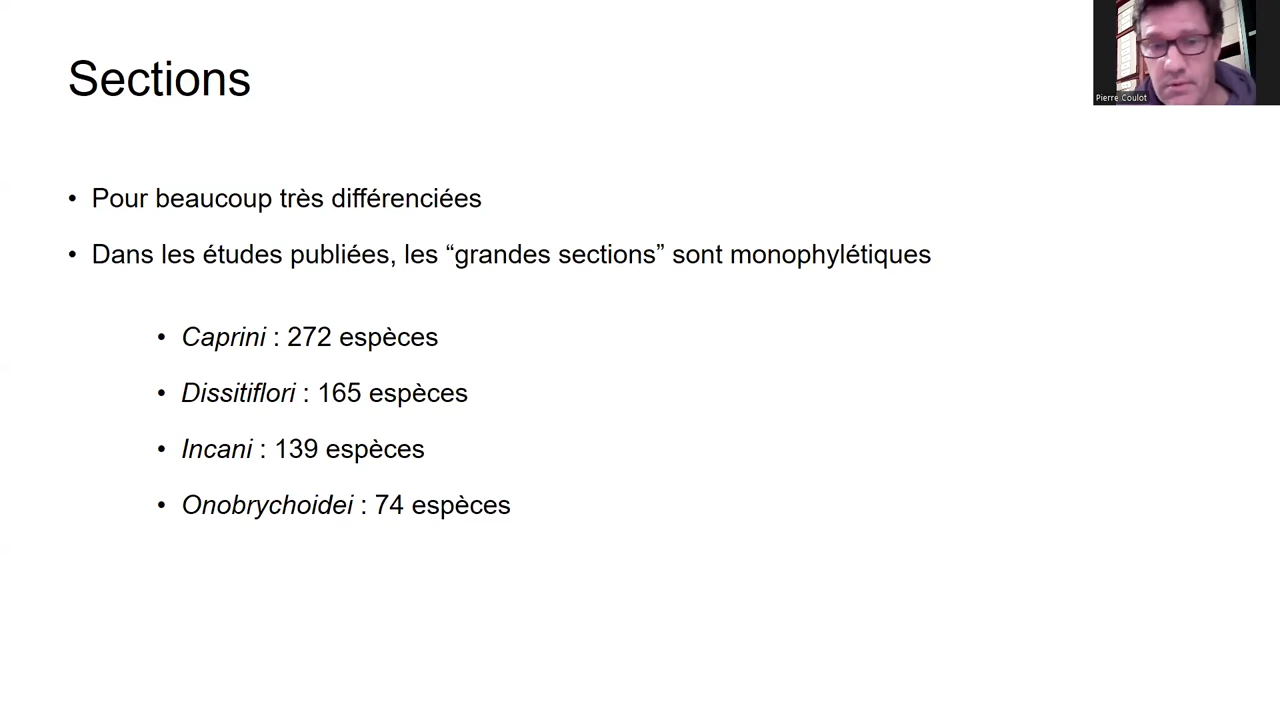 Sections
Pierre Coulot
• Pour beaucoup très différenciées
• Dans les études publiées, les “grandes sections” sont monophylétiques
• Caprini : 272 espèces
• Dissitiflori : 165 espèces
• Incani : 139 espèces
• Onobrychoidei : 74 espèces